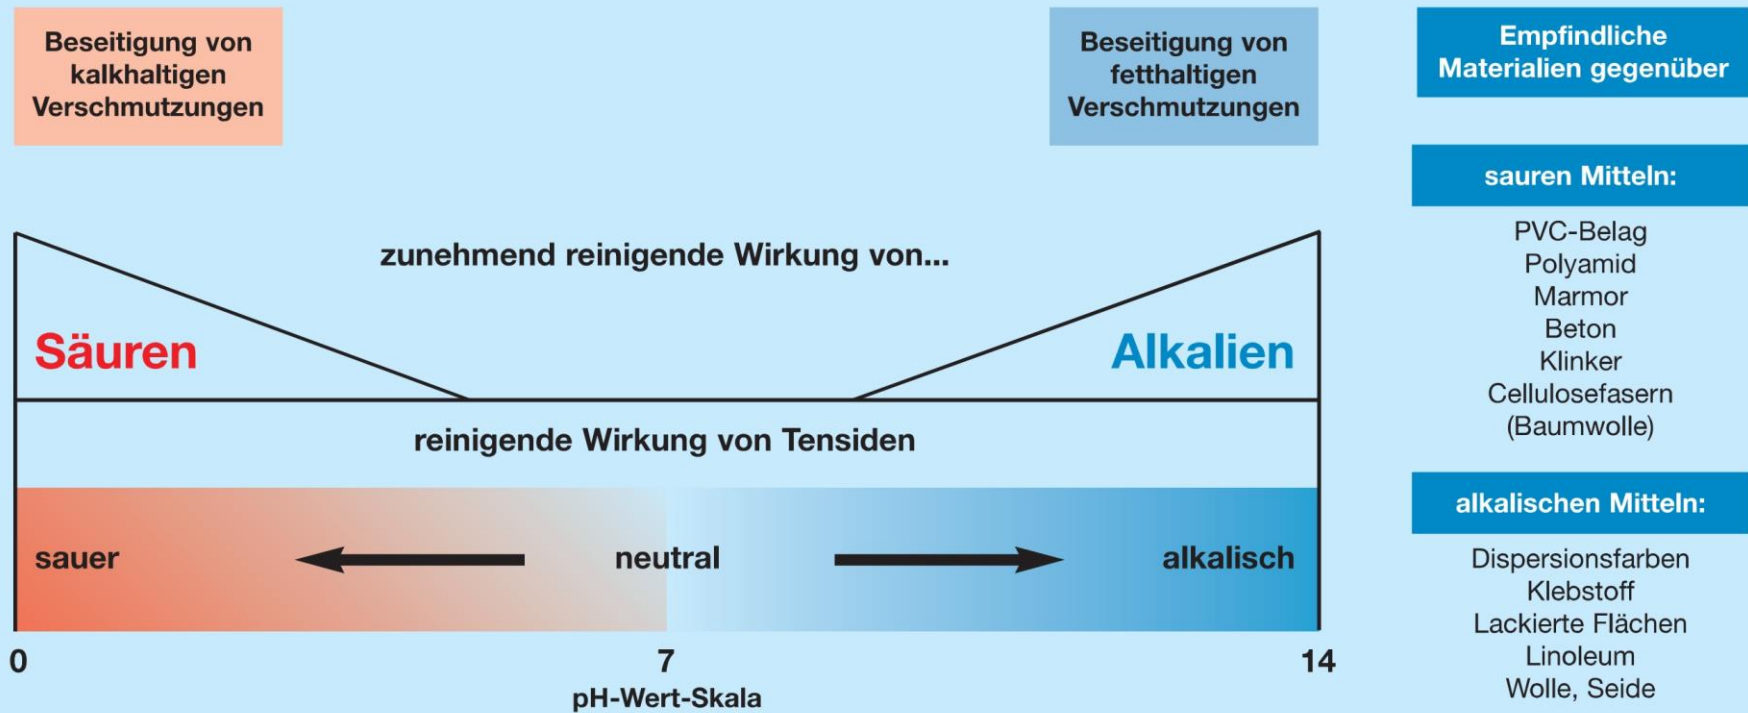 Beseitigung von
kalkhaltigen
Verschmutzungen
Beseitigung von
fetthaltigen
Verschmutzungen
zunehmend reinigende Wirkung von...
Säuren
Alkalien
reinigende Wirkung von Tensiden
sauer
neutral
alkalisch
0
7
14
pH-Wert-Skala
Empfindliche
Materialien gegenüber
sauren Mitteln:
PVC-Belag
Polyamid
Marmor
Beton
Klinker
Cellulosefasern
(Baumwolle)
alkalischen Mitteln:
Dispersionsfarben
Klebstoff
Lackierte Flächen
Linoleum
Wolle, Seide